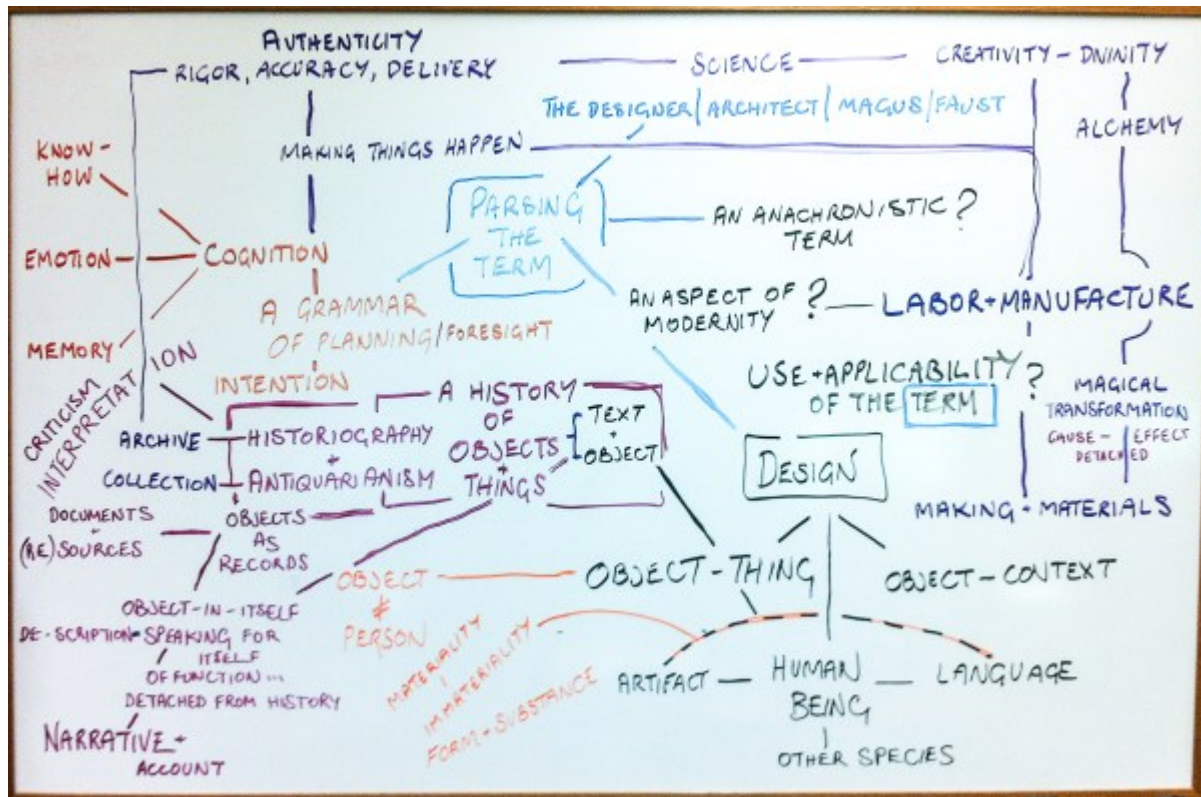 AUTHENTICITY
RIGOR, ACCURACY, DELIVERY
SCIENCE
CREATIVITY - DIVINITY
THE DESIGNER/ARCHITECT/MAGUS/FAUST
ALCHEMY
KNOW-
HOW
MAKING THINGS HAPPEN
PARSING
THE
TERM
AN ANACHRONISTIC ?
TERM
EMOTION
COGNITION
A GRAMMAR
OF PLANNING/FORESIGHT
INTENTION
AN ASPECT OF ?
MODERNITY
LABOR + MANUFACTURE
MEMORY
CRITICISM
INTERPRETATION
USE + APPLICABILITY ?
OF THE TERM
MAGICAL
TRANSFORMATION
CAUSE - EFFECT
DETACHED
A HISTORY
OF
OBJECTS
+
THINGS
TEXT
+
OBJECT
ARCHIVE
HISTORIOGRAPHY
+
COLLECTION
ANTIQUARIANISM
DESIGN
DOCUMENTS
+
(RE)SOURCES
OBJECTS
AS
RECORDS
MAKING + MATERIALS
OBJECT
≠
PERSON
OBJECT - THING
OBJECT - CONTEXT
OBJECT-IN-ITSELF
DE-SCRIPTION - SPEAKING FOR
ITSELF
OF FUNCTION ...
DETACHED FROM HISTORY
NARRATIVE +
ACCOUNT
MATERIALITY
IMMATERIALITY
FORM + SUBSTANCE
ARTIFACT
HUMAN
BEING
LANGUAGE
OTHER SPECIES